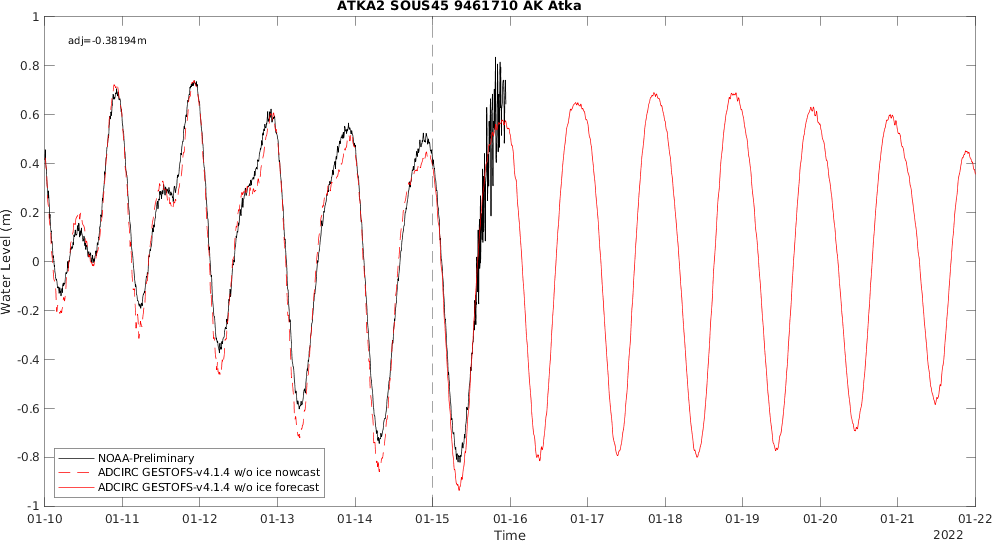 ATKA2 SOUS45 9461710 AK Atka
adj=-0.38194m
1
0.8
0.6
0.4
0.2
0
-0.2
-0.4
-0.6
-0.8
-1
Water Level (m)
NOAA-Preliminary
ADCIRC GESTOFS-v4.1.4 w/o ice nowcast
ADCIRC GESTOFS-v4.1.4 w/o ice forecast
01-10 01-11 01-12 01-13 01-14 01-15 01-16 01-17 01-18 01-19 01-20 01-21 01-22
Time
2022